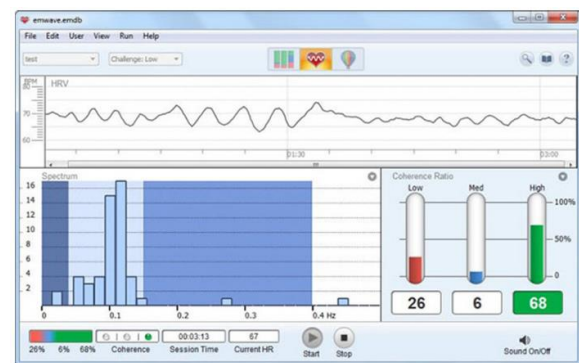 emwave.emdb
File Edit User View Run Help
test Challenge: Low
?
BPM HRV
80
70
60
01:30 03:00
Spectrum
16
14
12
10
8
6
4
2
0 0.1 0.2 0.3 0.4 Hz
Coherence Ratio
Low Med High
100%
50%
0
26 6 68
26% 6% 68% Coherence
00:03:13 Session Time
67 Current HR
Start Stop Sound On/Off